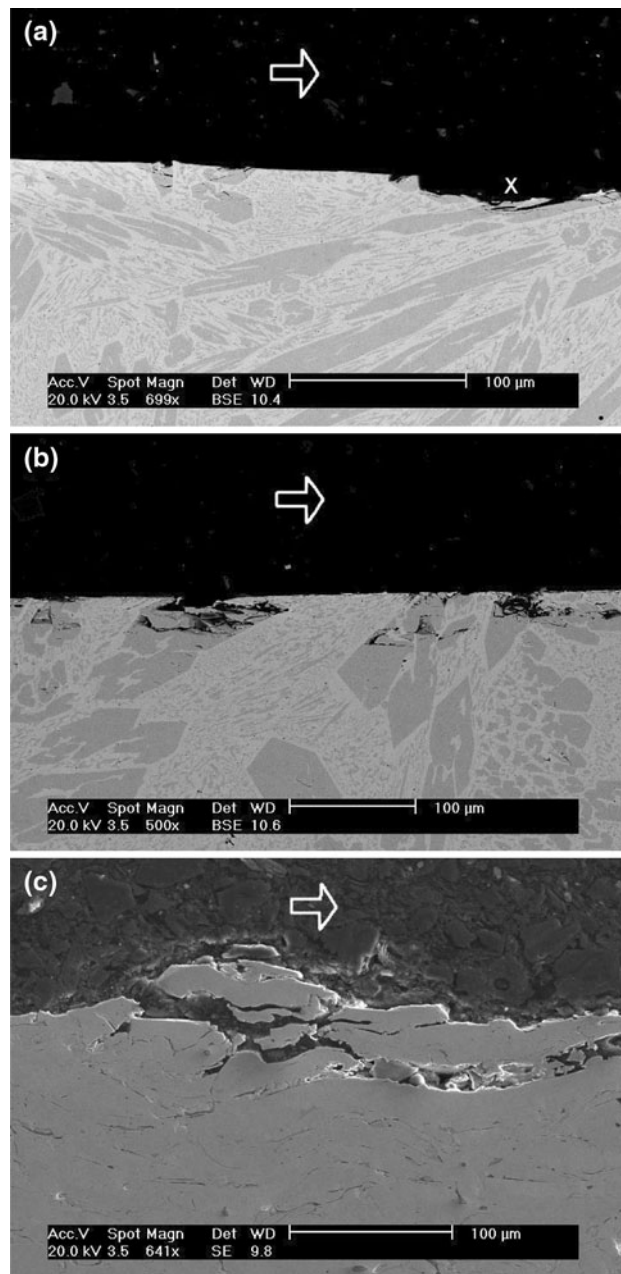 (a)
X
Acc.V Spot Magn Det WD 100 µm
20.0 kV 3.5 699x BSE 10.4
(b)
Acc.V Spot Magn Det WD 100 µm
20.0 kV 3.5 500x BSE 10.6
(c)
Acc.V Spot Magn Det WD 100 µm
20.0 kV 3.5 641x SE 9.8